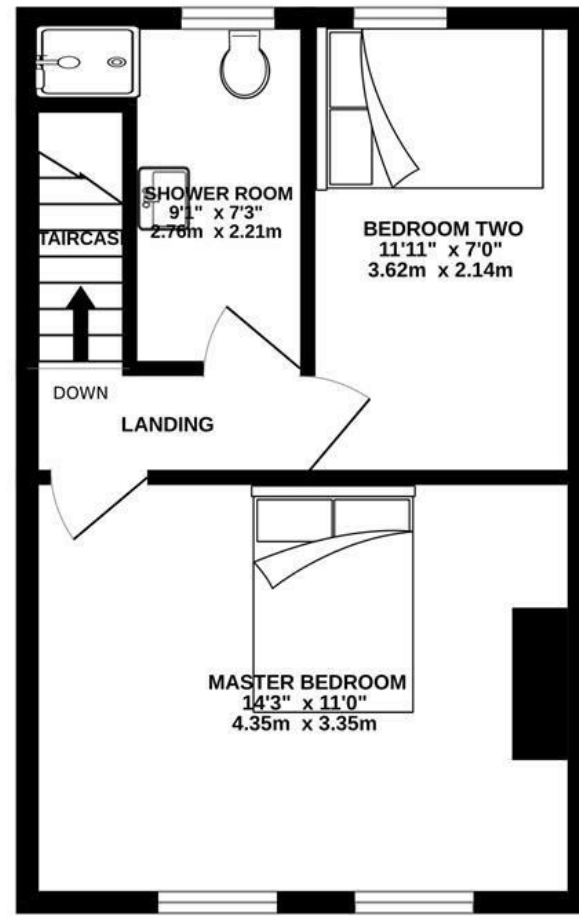 SHOWER ROOM
9'1" x 7'3"
2.76m x 2.21m
BEDROOM TWO
11'11" x 7'0"
3.62m x 2.14m
TAIRCASE
DOWN
LANDING
MASTER BEDROOM
14'3" x 11'0"
4.35m x 3.35m